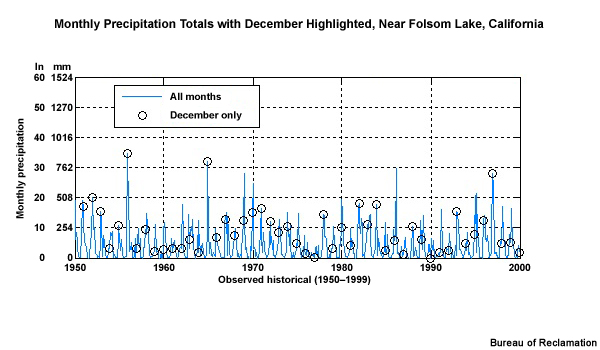 Monthly Precipitation Totals with December Highlighted, Near Folsom Lake, California
In mm
60 1524
50 1270
40 1016
30 762
20 508
10 254
0 0
Monthly precipitation
All months
December only
1950 1960 1970 1980 1990 2000
Observed historical (1950–1999)
Bureau of Reclamation